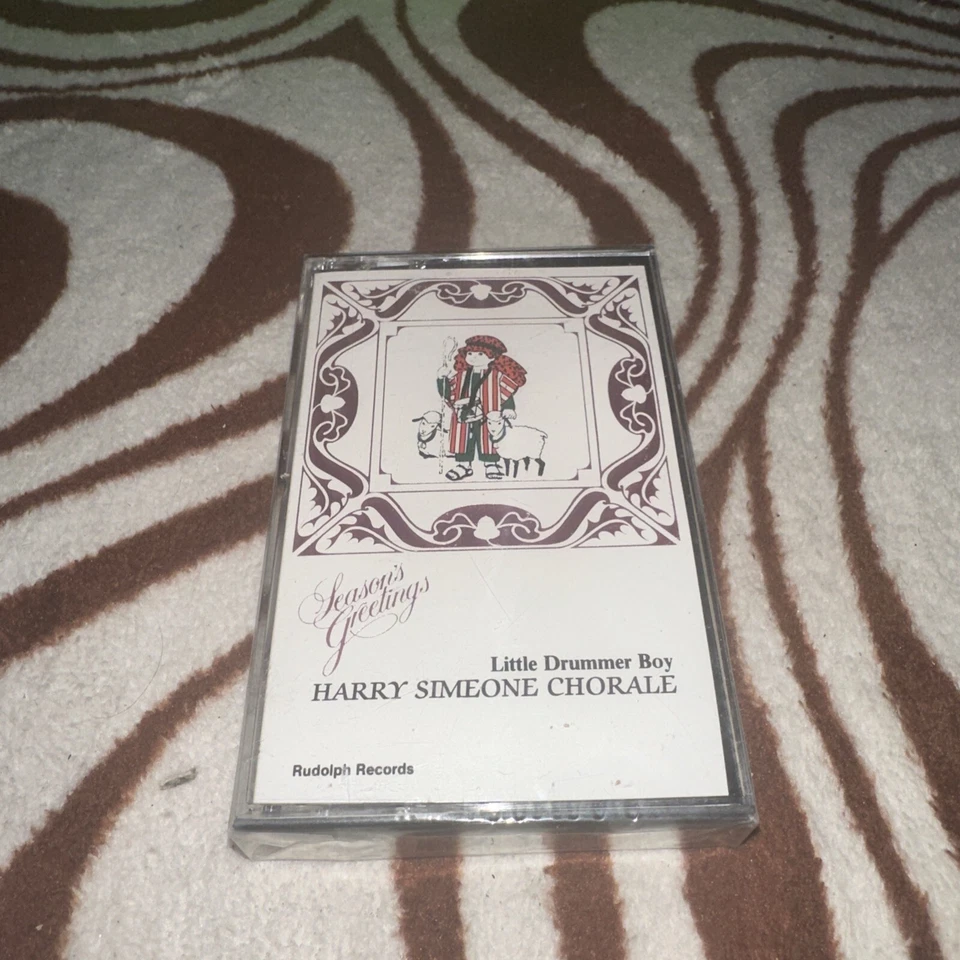 Season's
Greetings
Little Drummer Boy
HARRY SIMEONE CHORALE
Rudolph Records